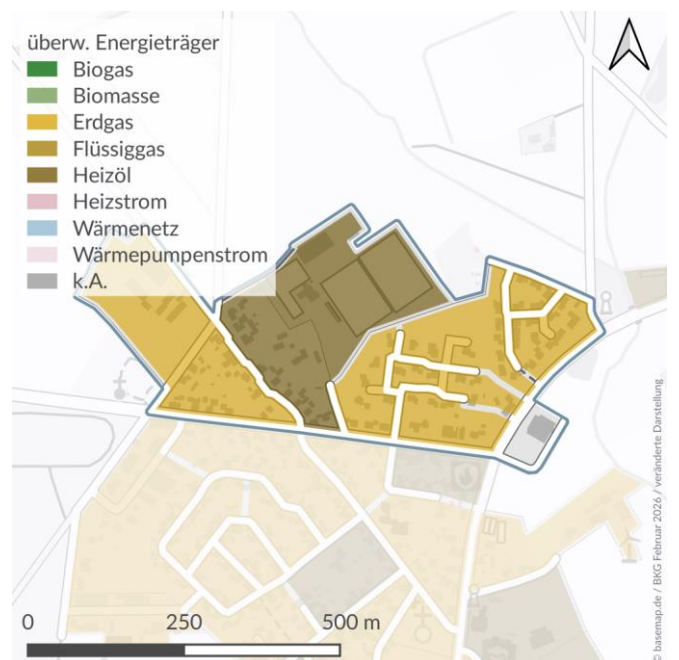 überw. Energieträger
Biogas
Biomasse
Erdgas
Flüssiggas
Heizöl
Heizstrom
Wärmenetz
Wärmepumpenstrom
k.A.
0 250 500 m
© basemap.de / BKG Februar 2026 / veränderte Darstellung